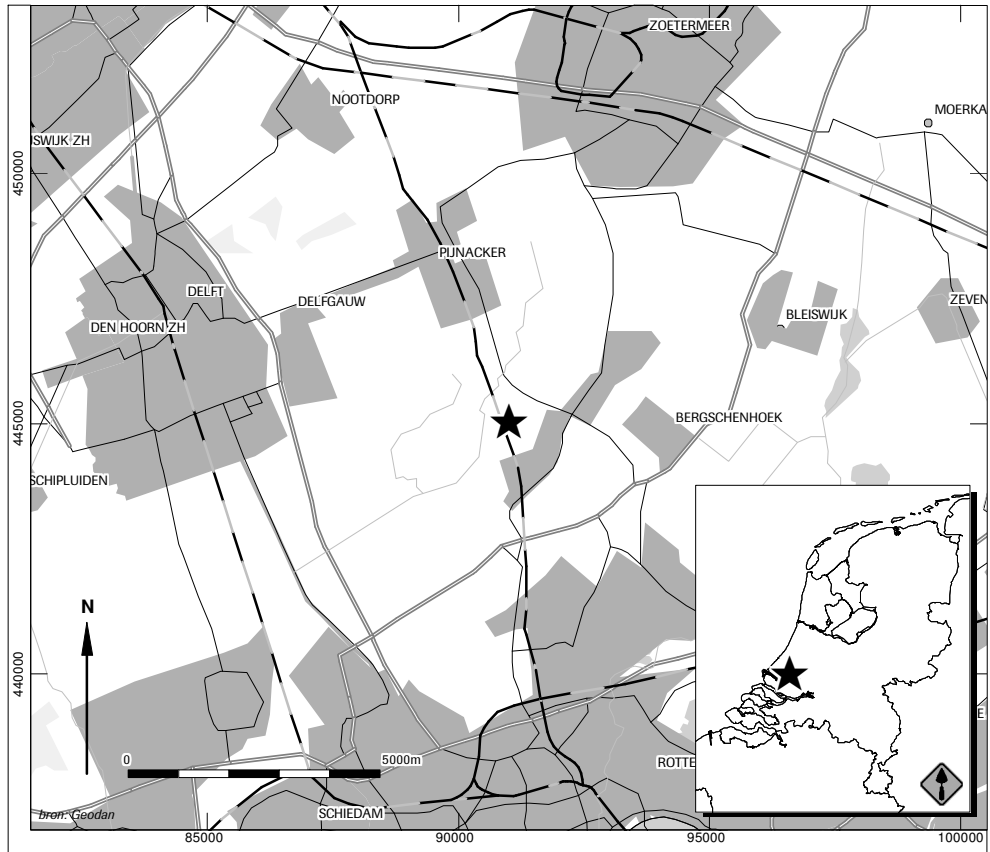 ZOETERMEER
NOOTDORP
MOERKA
ISWIJK ZH
450000
PIJNACKER
DELFT
DELFGAUW
ZEVEN
BLEISWIJK
DEN HOORN ZH
445000
BERGSCHENHOEK
SCHIPLUIDEN
N
440000
E
0
5000m
ROTTE
SCHIEDAM
bron: Geodan
85000
90000
95000
100000